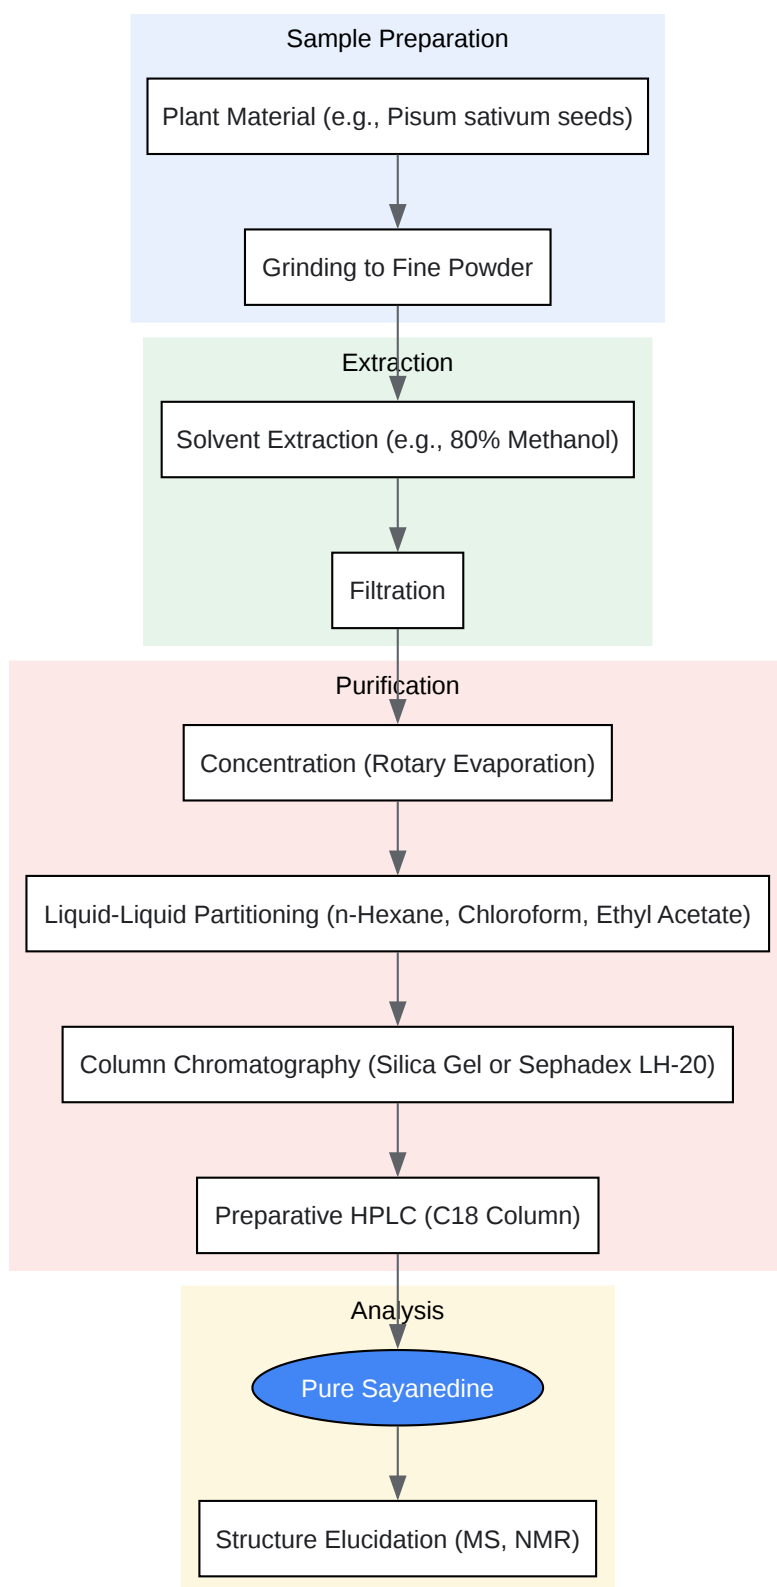 Sample Preparation
Plant Material (e.g., Pisum sativum seeds)
Grinding to Fine Powder
Extraction
Solvent Extraction (e.g., 80% Methanol)
Filtration
Purification
Concentration (Rotary Evaporation)
Liquid-Liquid Partitioning (n-Hexane, Chloroform, Ethyl Acetate)
Column Chromatography (Silica Gel or Sephadex LH-20)
Preparative HPLC (C18 Column)
Analysis
Pure Sayanedine
Structure Elucidation (MS, NMR)